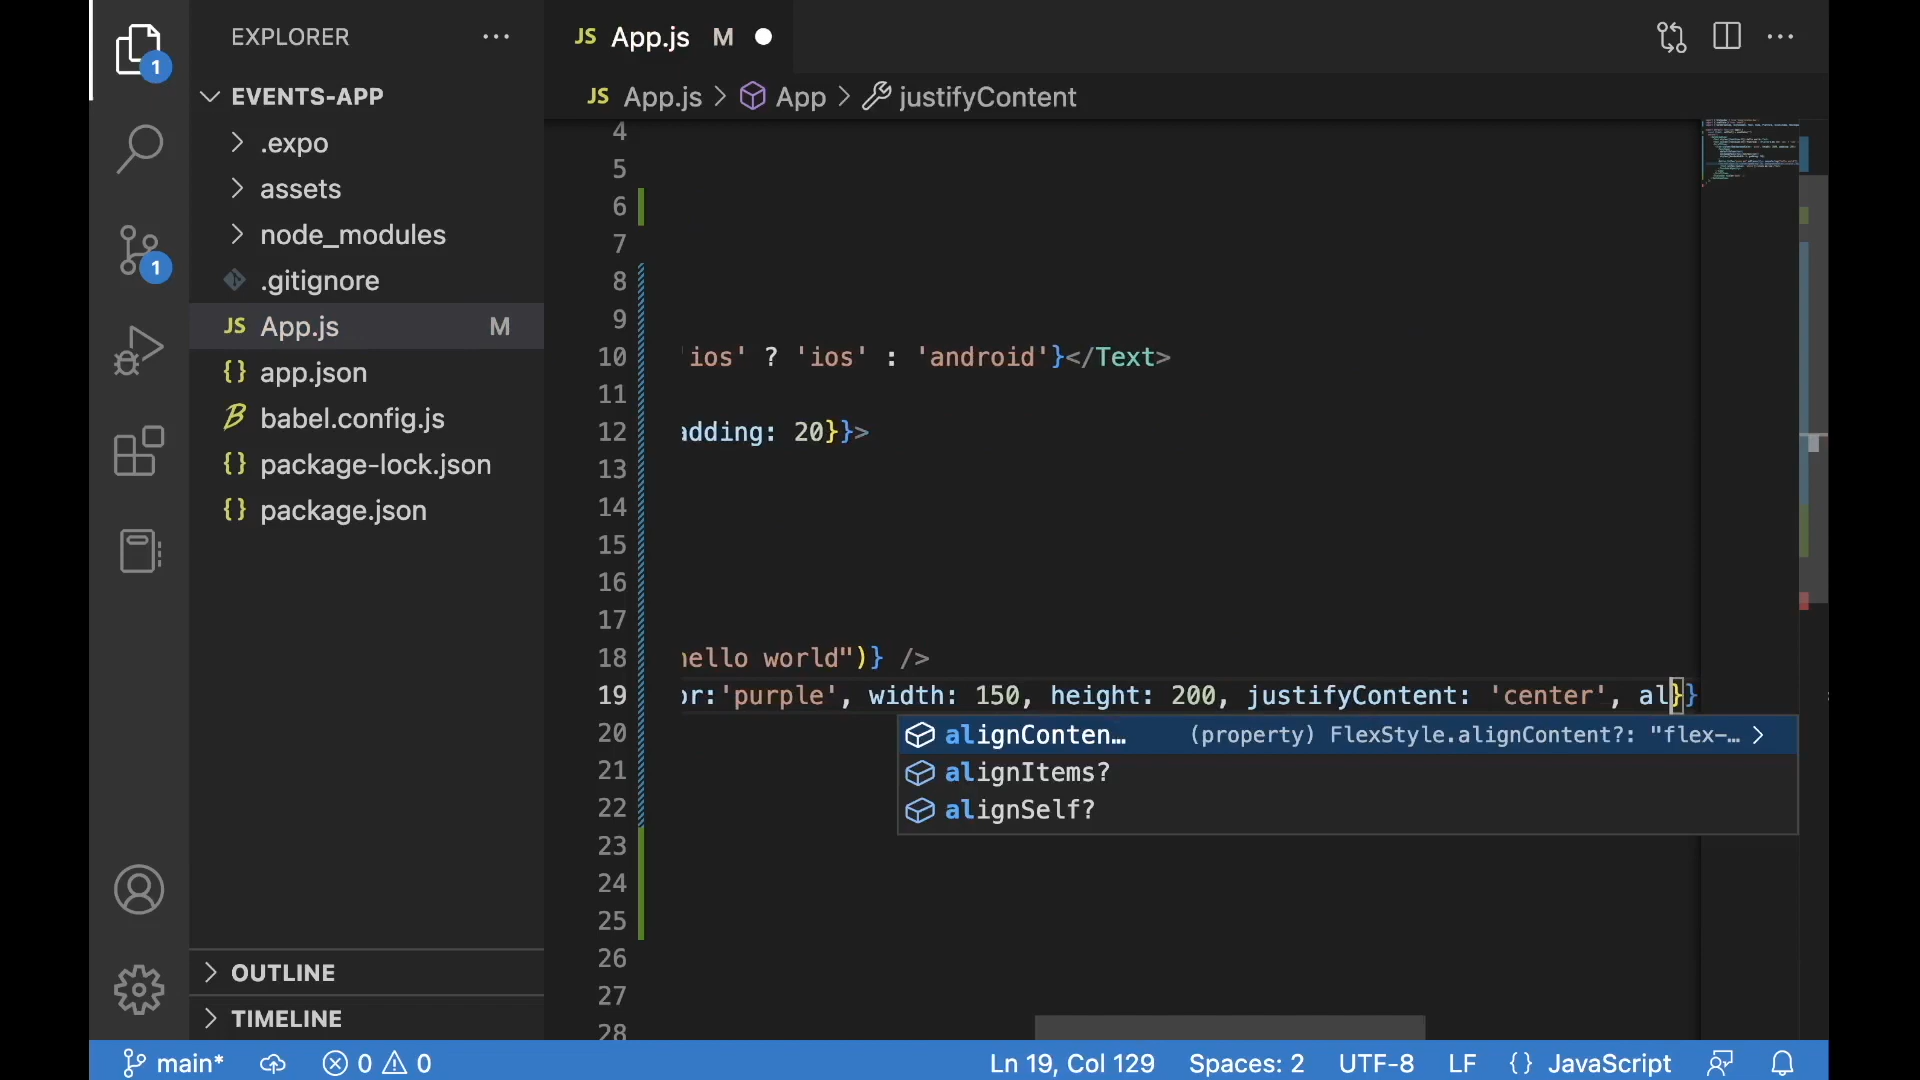 EXPLORER
JS App.js M
1
EVENTS-APP
JS App.js > App > justifyContent
.expo
assets
node_modules
1
.gitignore
JS App.js M
{} app.json
babel.config.js
{} package-lock.json
{} package.json
OUTLINE
TIMELINE
4
5
6
7
8
9
10 'ios' ? 'ios' : 'android'}</Text>
11
12 adding: 20}}>
13
14
15
16
17
18 hello world")} />
19 or:'purple', width: 150, height: 200, justifyContent: 'center', al}}
20 alignConten… (property) FlexStyle.alignContent?: "flex-… >
21 alignItems?
22 alignSelf?
23
24
25
26
27
28
main* 0 0 Ln 19, Col 129 Spaces: 2 UTF-8 LF {} JavaScript